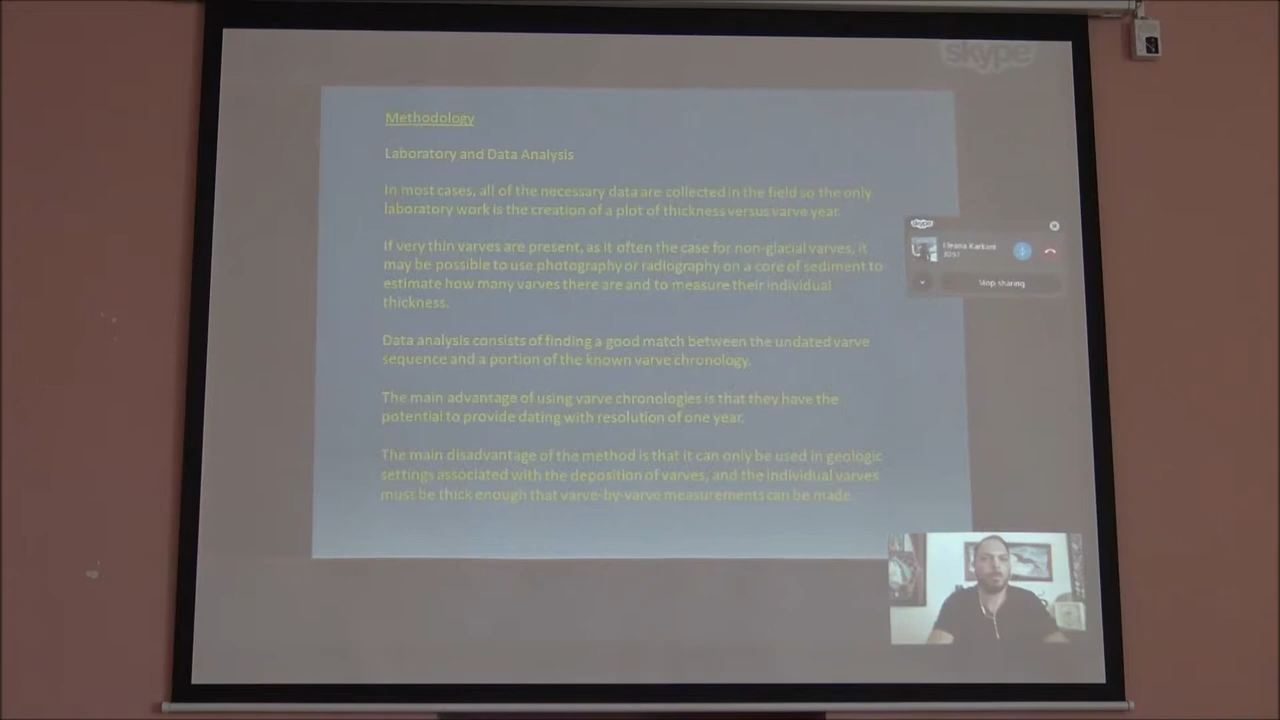 skype
Methodology
Laboratory and Data Analysis
In most cases, all of the necessary data are collected in the field so the only
laboratory work is the creation of a plot of thickness versus varve year.
If very thin varves are present, as it often the case for non-glacial varves, it
may be possible to use photography or radiography on a core of sediment to
estimate how many varves there are and to measure their individual
thickness.
Data analysis consists of finding a good match between the undated varve
sequence and a portion of the known varve chronology.
The main advantage of using varve chronologies is that they have the
potential to provide dating with resolution of one year.
The main disadvantage of the method is that it can only be used in geologic
settings associated with the deposition of varves, and the individual varves
must be thick enough that varve-by-varve measurements can be made.
skype
Stop sharing